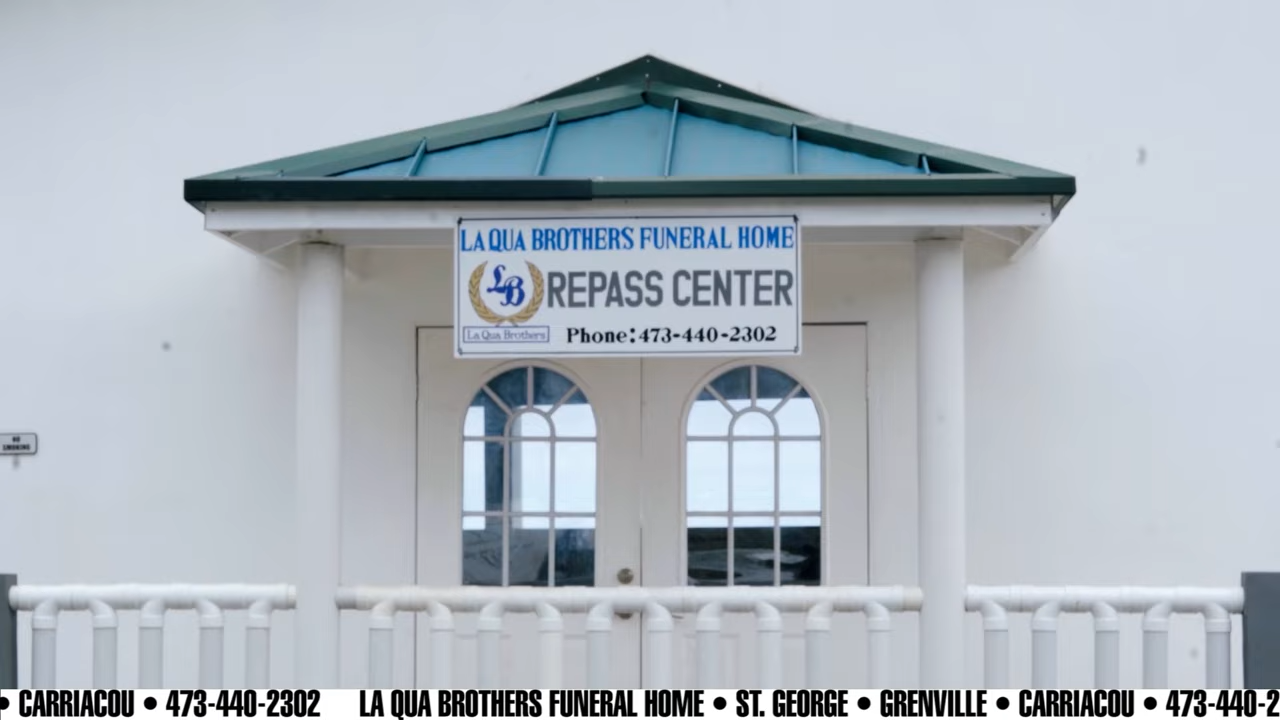 LA QUA BROTHERS FUNERAL HOME
LB
REPASS CENTER
La Qua Brothers
Phone: 473-440-2302
NO
SMOKING
• CARRIACOU • 473-440-2302 LA QUA BROTHERS FUNERAL HOME • ST. GEORGE • GRENVILLE • CARRIACOU • 473-440-2